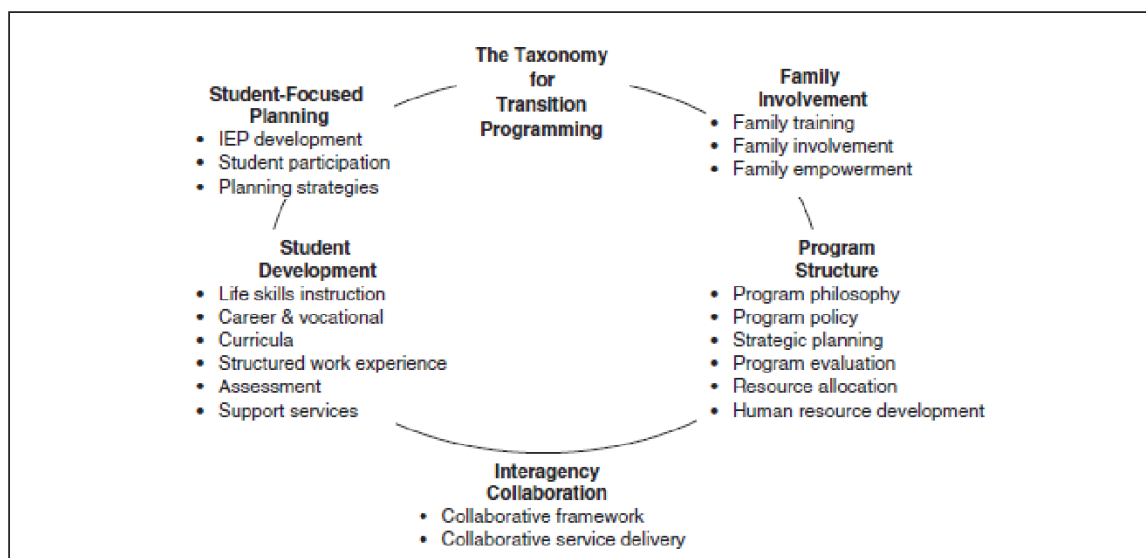 The Taxonomy
for
Transition
Programming
Student-Focused
Planning
• IEP development
• Student participation
• Planning strategies
Family
Involvement
• Family training
• Family involvement
• Family empowerment
Student
Development
• Life skills instruction
• Career & vocational
• Curricula
• Structured work experience
• Assessment
• Support services
Program
Structure
• Program philosophy
• Program policy
• Strategic planning
• Program evaluation
• Resource allocation
• Human resource development
Interagency
Collaboration
• Collaborative framework
• Collaborative service delivery